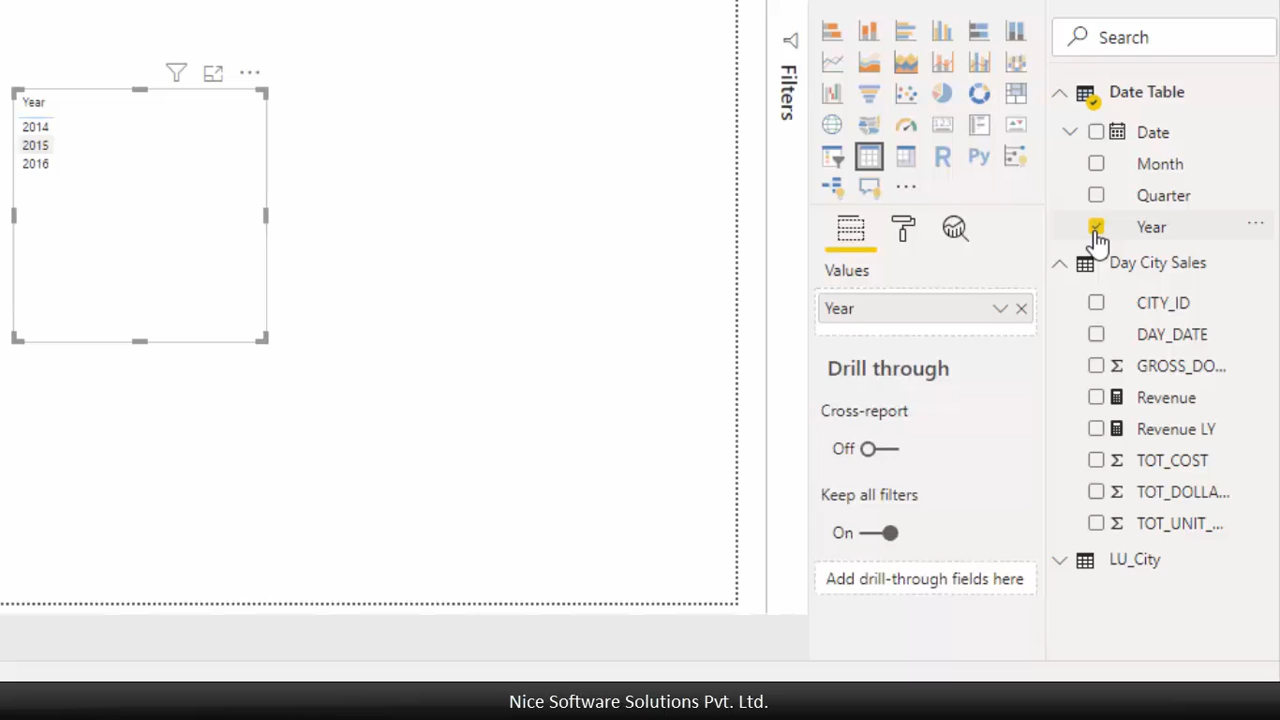 Year
2014
2015
2016
Filters
R
Py
Values
Year
Drill through
Cross-report
Off
Keep all filters
On
Add drill-through fields here
Search
Date Table
Date
Month
Quarter
Year
Day City Sales
CITY_ID
DAY_DATE
Σ GROSS_DO...
Revenue
Revenue LY
Σ TOT_COST
Σ TOT_DOLLA...
Σ TOT_UNIT_...
LU_City
Nice Software Solutions Pvt. Ltd.